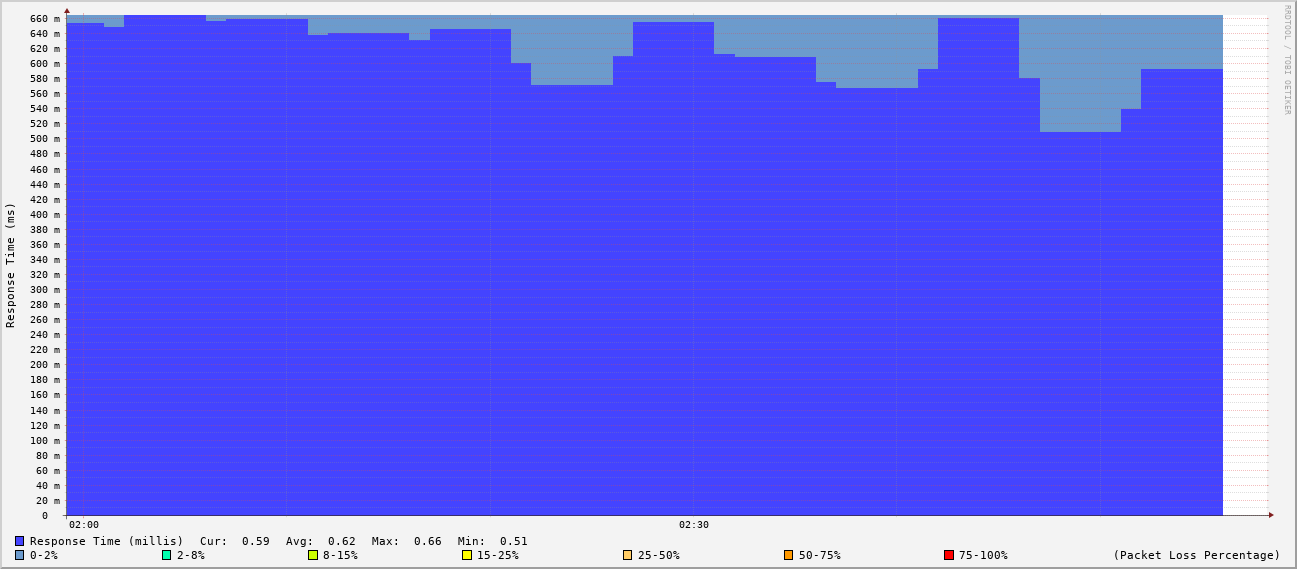 RRDTOOL / TOBI OETIKER
Response Time (ms)
660 m
640 m
620 m
600 m
580 m
560 m
540 m
520 m
500 m
480 m
460 m
440 m
420 m
400 m
380 m
360 m
340 m
320 m
300 m
280 m
260 m
240 m
220 m
200 m
180 m
160 m
140 m
120 m
100 m
80 m
60 m
40 m
20 m
0
02:00 02:30
Response Time (millis) Cur: 0.59 Avg: 0.62 Max: 0.66 Min: 0.51
0-2% 2-8% 8-15% 15-25% 25-50% 50-75% 75-100% (Packet Loss Percentage)